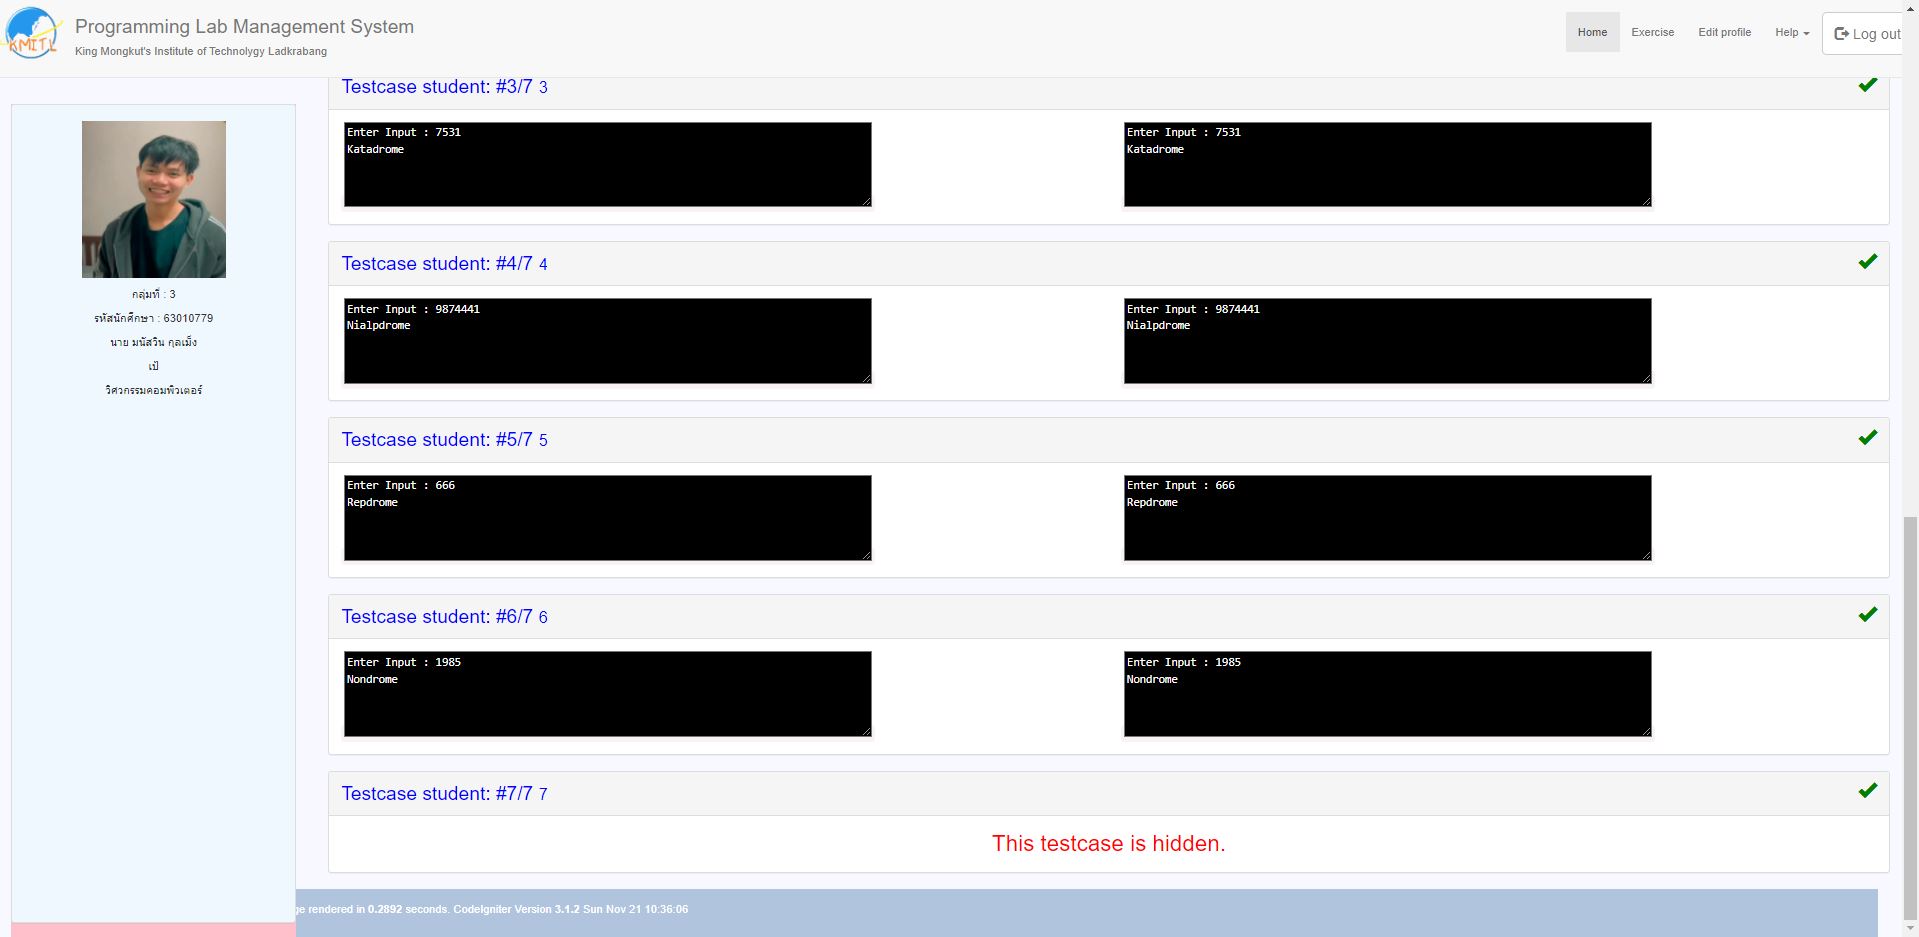 KMITL
Programming Lab Management System
King Mongkut's Institute of Technolygy Ladkrabang
Home
Exercise
Edit profile
Help
Log out
กลุ่มที่ : 3
รหัสนักศึกษา : 63010779
นาย มนัสวิน กุลเม็ง
เป้
วิศวกรรมคอมพิวเตอร์
Testcase student: #3/7 3
Enter Input : 7531
Katadrome
Enter Input : 7531
Katadrome
Testcase student: #4/7 4
Enter Input : 9874441
Nialpdrome
Enter Input : 9874441
Nialpdrome
Testcase student: #5/7 5
Enter Input : 666
Repdrome
Enter Input : 666
Repdrome
Testcase student: #6/7 6
Enter Input : 1985
Nondrome
Enter Input : 1985
Nondrome
Testcase student: #7/7 7
This testcase is hidden.
ge rendered in 0.2892 seconds. CodeIgniter Version 3.1.2 Sun Nov 21 10:36:06